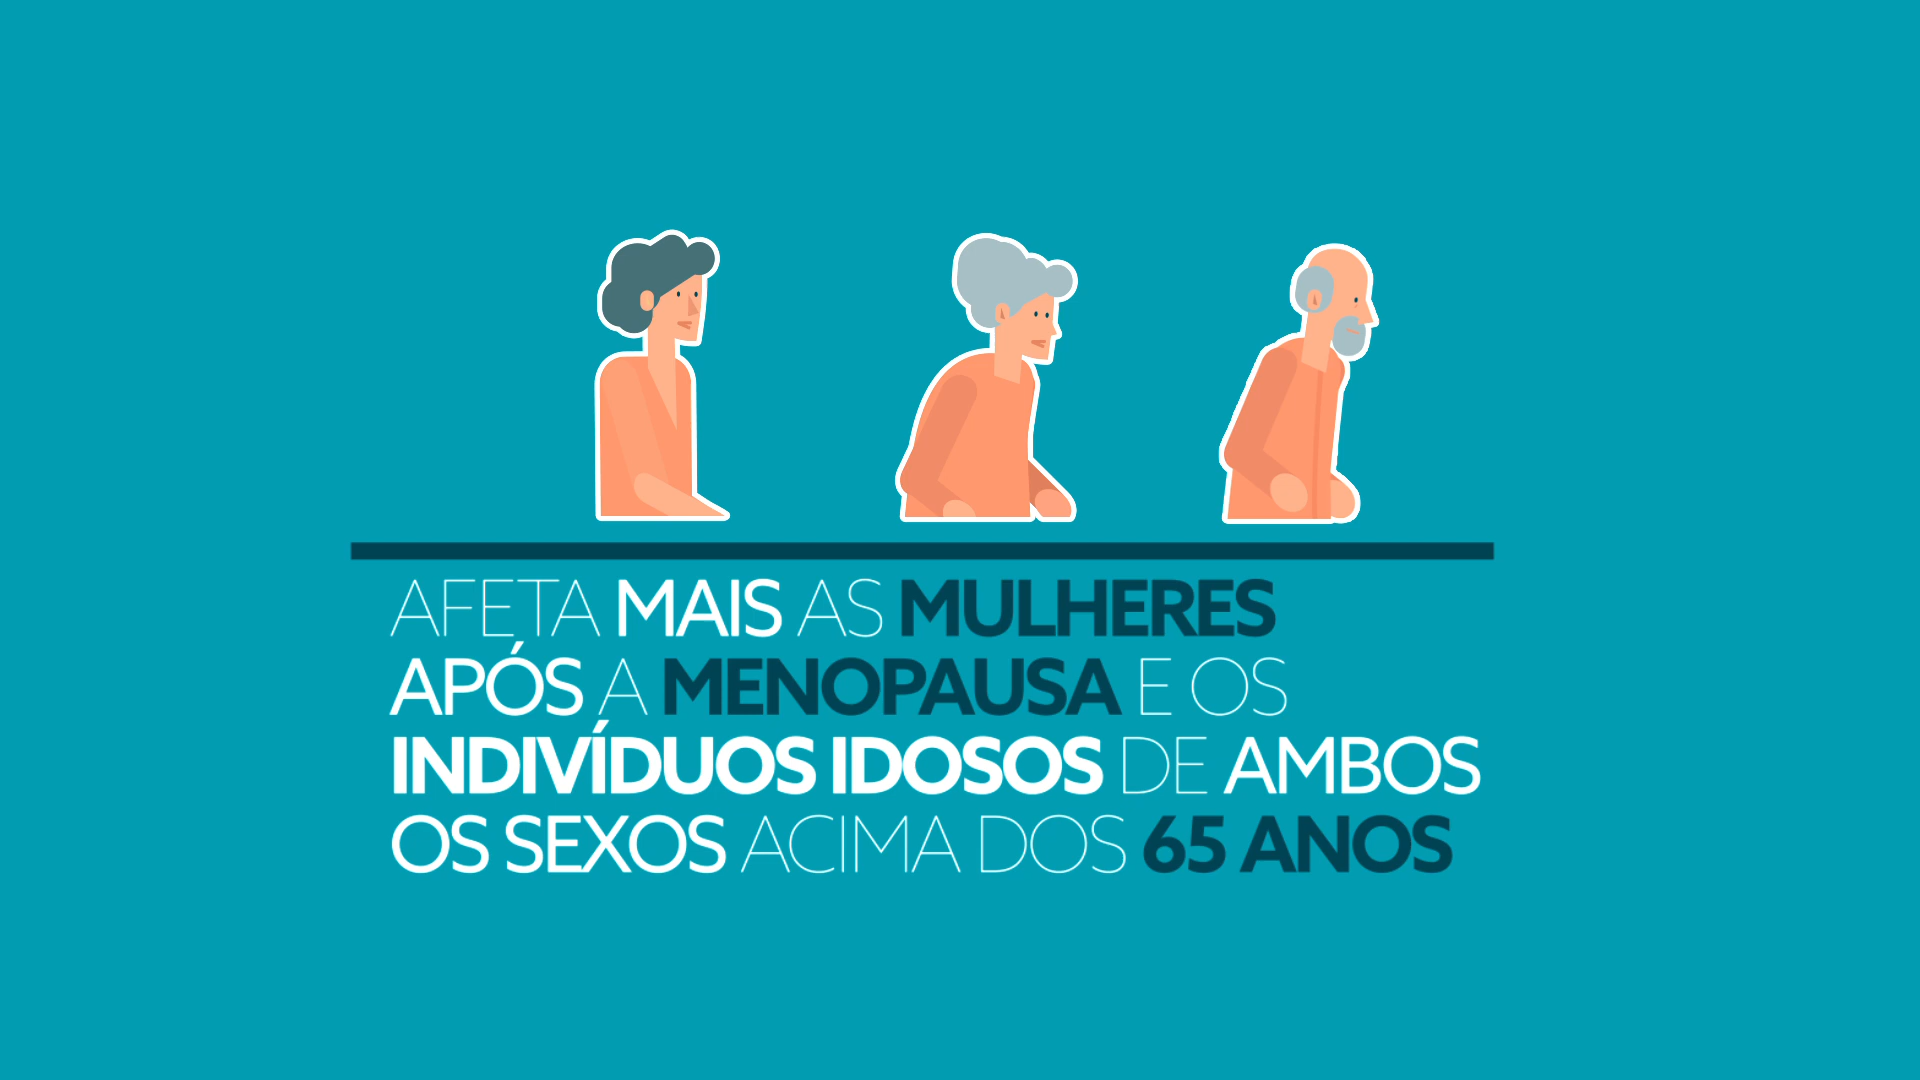 AFETA MAIS AS MULHERES
APÓS A MENOPAUSA E OS
INDIVÍDUOS IDOSOS DE AMBOS
OS SEXOS ACIMA DOS 65 ANOS